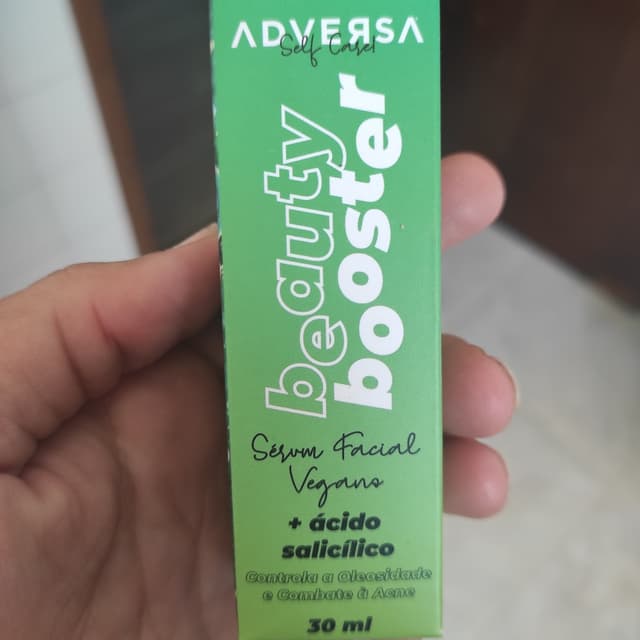 ADVERSA
Self Care!
beauty
booster
Sérum Facial
Vegano
+ ácido
salicílico
Controla a Oleosidade
e Combate à Acne
30 ml